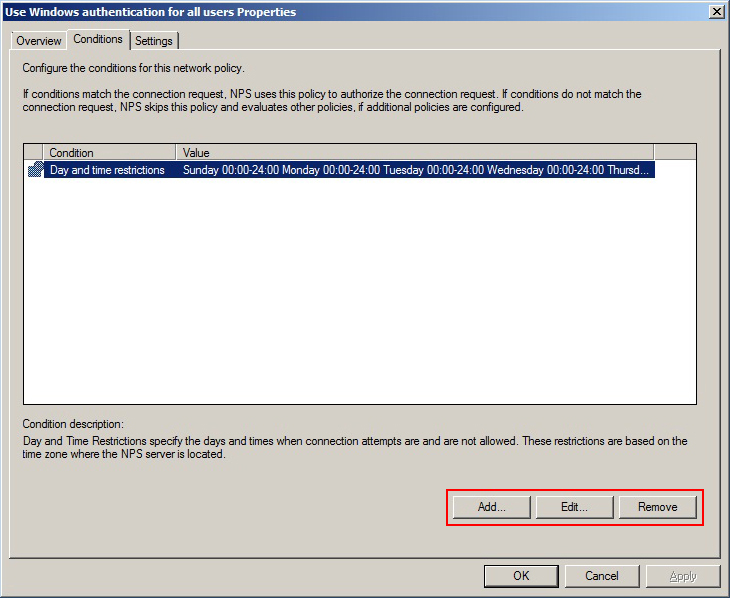 Use Windows authentication for all users Properties
Overview Conditions Settings
Configure the conditions for this network policy.
If conditions match the connection request, NPS uses this policy to authorize the connection request. If conditions do not match the
connection request, NPS skips this policy and evaluates other policies, if additional policies are configured.
Condition Value
Day and time restrictions Sunday 00:00-24:00 Monday 00:00-24:00 Tuesday 00:00-24:00 Wednesday 00:00-24:00 Thursd...
Condition description:
Day and Time Restrictions specify the days and times when connection attempts are and are not allowed. These restrictions are based on the
time zone where the NPS server is located.
Add... Edit... Remove
OK Cancel Apply